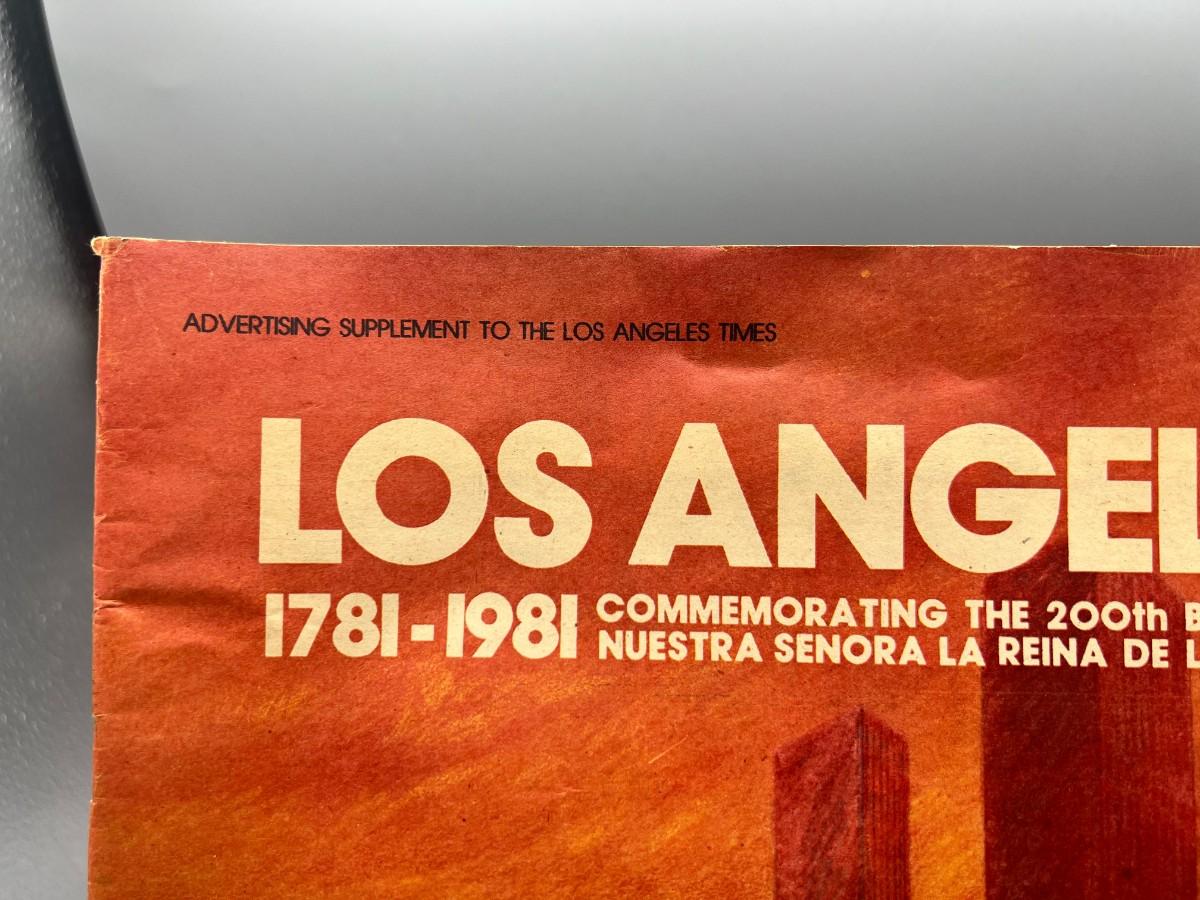 ADVERTISING SUPPLEMENT TO THE LOS ANGELES TIMES
LOS ANGEL
1781-1981
COMMEMORATING THE 200th B
NUESTRA SENORA LA REINA DE L